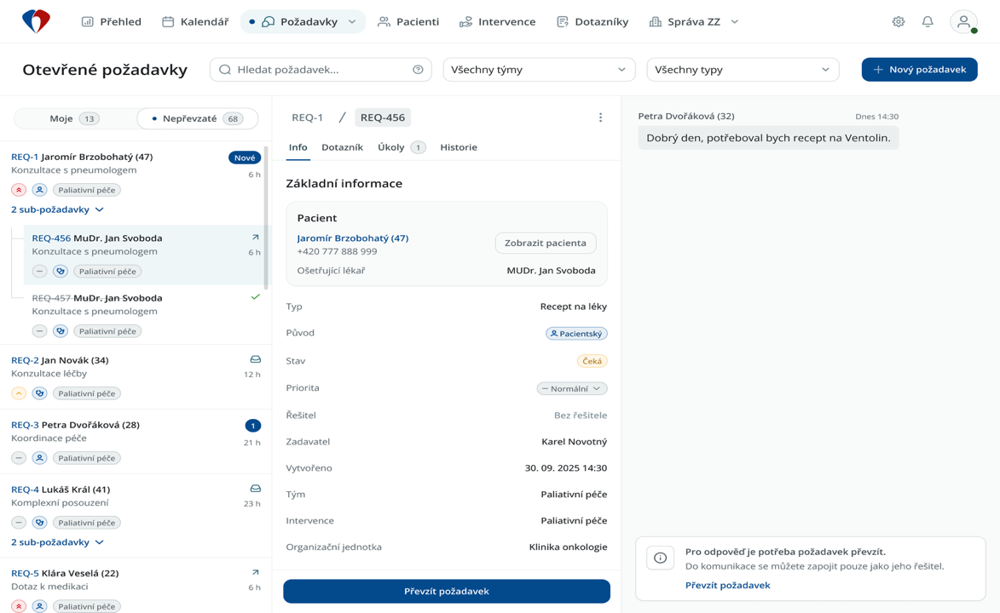 Přehled
Kalendář
Požadavky
Pacienti
Intervence
Dotazníky
Správa ZZ
Otevřené požadavky
Hledat požadavek...
Všechny týmy
Všechny typy
Nový požadavek
Moje 13
Nepřevzaté 68
REQ-1 Jaromír Brzobohatý (47) Nové
Konzultace s pneumologem 6 h
Paliativní péče
2 sub-požadavky
REQ-456 MuDr. Jan Svoboda
Konzultace s pneumologem 6 h
Paliativní péče
REQ-457 MuDr. Jan Svoboda
Konzultace s pneumologem
Paliativní péče
REQ-2 Jan Novák (34)
Konzultace léčby 12 h
Paliativní péče
REQ-3 Petra Dvořáková (28) 1
Koordinace péče 21 h
Paliativní péče
REQ-4 Lukáš Král (41)
Komplexní posouzení 23 h
Paliativní péče
2 sub-požadavky
REQ-5 Klára Veselá (22)
Dotaz k medikaci 6 h
Paliativní péče
REQ-1 / REQ-456
Info Dotazník Úkoly 1 Historie
Základní informace
Pacient
Jaromír Brzobohatý (47)
+420 777 888 999
Zobrazit pacienta
Ošetřující lékař MUDr. Jan Svoboda
Typ Recept na léky
Původ Pacientský
Stav Čeká
Priorita Normální
Řešitel Bez řešitele
Zadavatel Karel Novotný
Vytvořeno 30. 09. 2025 14:30
Tým Paliativní péče
Intervence Paliativní péče
Organizační jednotka Klinika onkologie
Převzít požadavek
Petra Dvořáková (32) Dnes 14:30
Dobrý den, potřeboval bych recept na Ventolin.
Pro odpověď je potřeba požadavek převzít.
Do komunikace se můžete zapojit pouze jako jeho řešitel.
Převzít požadavek